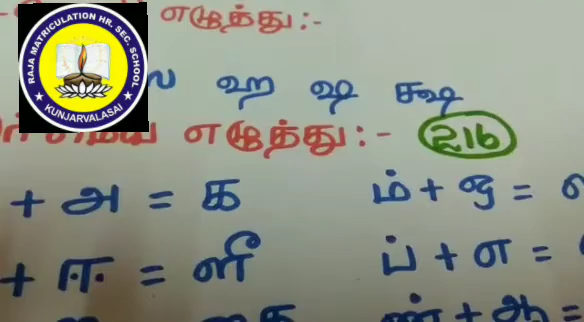 எழுத்து:-
RAJA MATRICULATION HR. SEC. SCHOOL
★ KUNJARVALASAI ★
ஹ ஷ க்ஷ
எழுத்து:- 216
+ அ = க ம் + ஒ =
+ ஈ = ளீ ப் + எ =
ண் + ஆ =